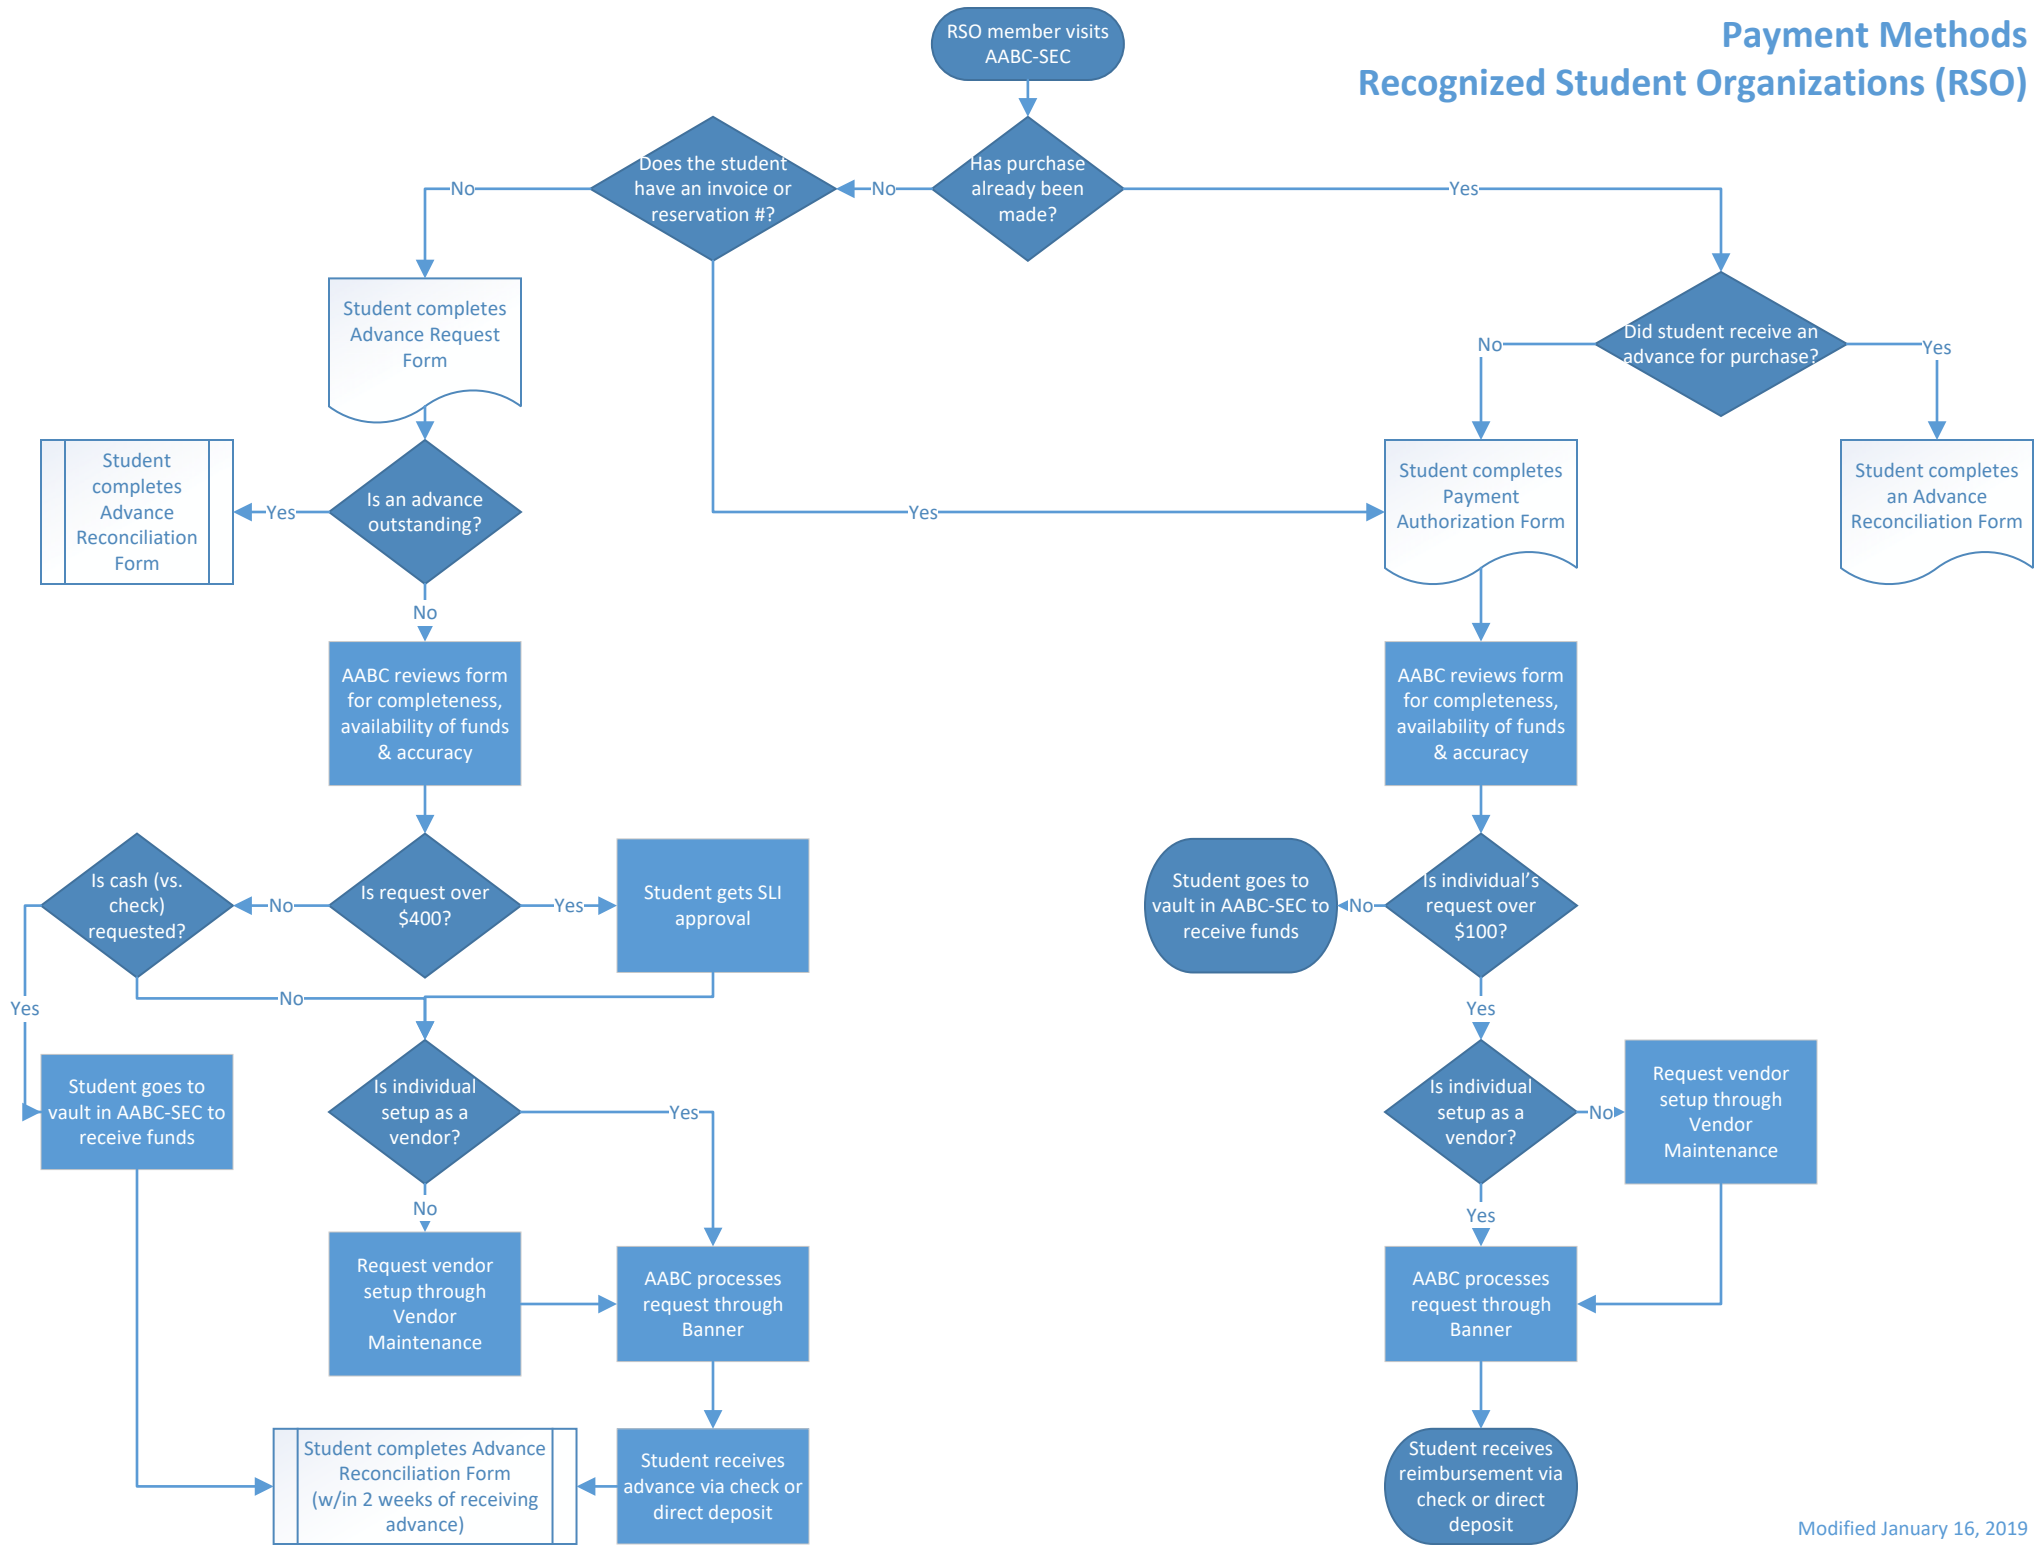 Payment Methods
Recognized Student Organizations (RSO)
RSO member visits
AABC-SEC
Has purchase
already been
made?
No
Yes
Does the student
have an invoice or
reservation #?
No
Yes
Student completes
Advance Request
Form
Did student receive an
advance for purchase?
No
Yes
Student
completes
Advance
Reconciliation
Form
Yes
Is an advance
outstanding?
No
Student completes
Payment
Authorization Form
Student completes
an Advance
Reconciliation Form
AABC reviews form
for completeness,
availability of funds
& accuracy
AABC reviews form
for completeness,
availability of funds
& accuracy
Is cash (vs.
check)
requested?
No
Is request over
$400?
Yes
Student gets SLI
approval
Student goes to
vault in AABC-SEC to
receive funds
No
Is individual's
request over
$100?
Yes
No
Yes
Student goes to
vault in AABC-SEC to
receive funds
Is individual
setup as a
vendor?
Yes
No
Is individual
setup as a
vendor?
No
Yes
Request vendor
setup through
Vendor
Maintenance
Request vendor
setup through
Vendor
Maintenance
AABC processes
request through
Banner
AABC processes
request through
Banner
Student completes Advance
Reconciliation Form
(w/in 2 weeks of receiving
advance)
Student receives
advance via check or
direct deposit
Student receives
reimbursement via
check or direct
deposit
Modified January 16, 2019